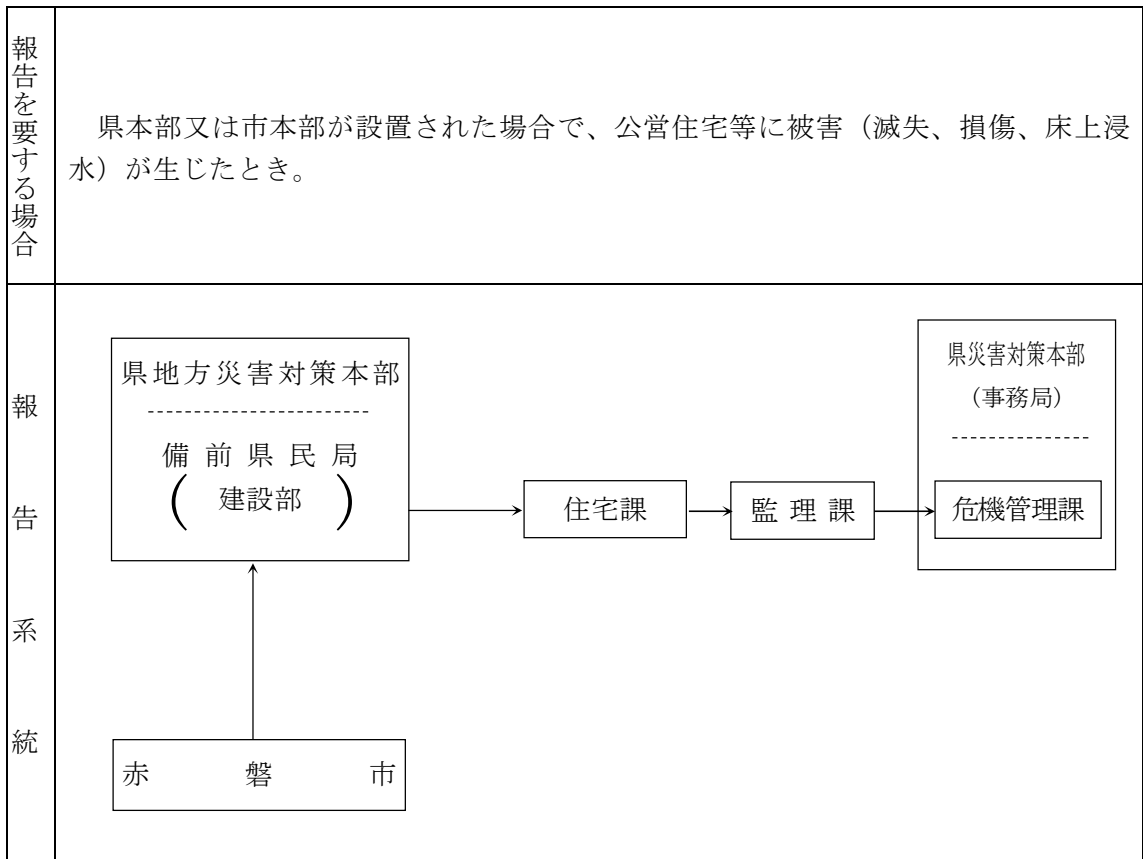 報告を要する場合
県本部又は市本部が設置された場合で、公営住宅等に被害（滅失、損傷、床上浸
水）が生じたとき。
報告系統
県地方災害対策本部
備前県民局
（建設部）
住宅課
監理課
県災害対策本部
（事務局）
危機管理課
赤磐市